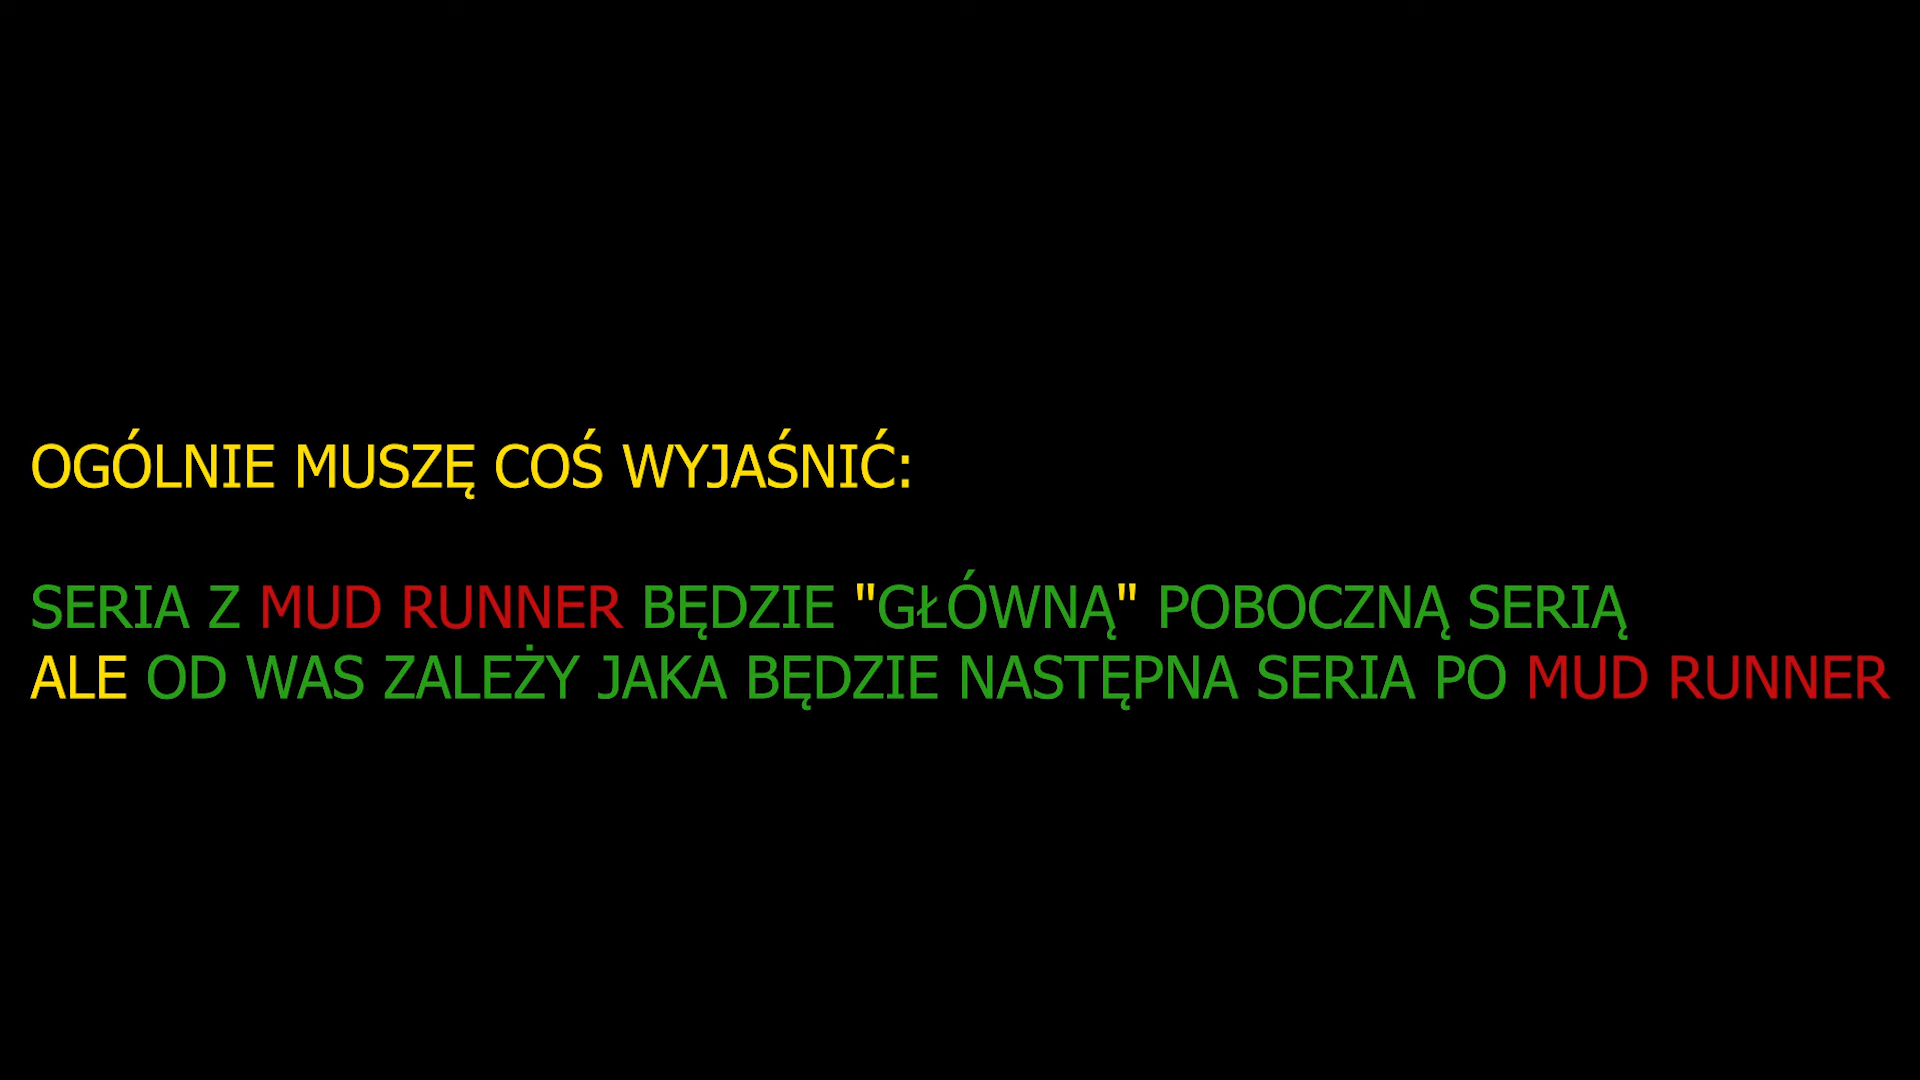 OGÓLNIE MUSZĘ COŚ WYJAŚNIĆ:
SERIA Z MUD RUNNER BĘDZIE "GŁÓWNĄ" POBOCZNĄ SERIĄ
ALE OD WAS ZALEŻY JAKA BĘDZIE NASTĘPNA SERIA PO MUD RUNNER